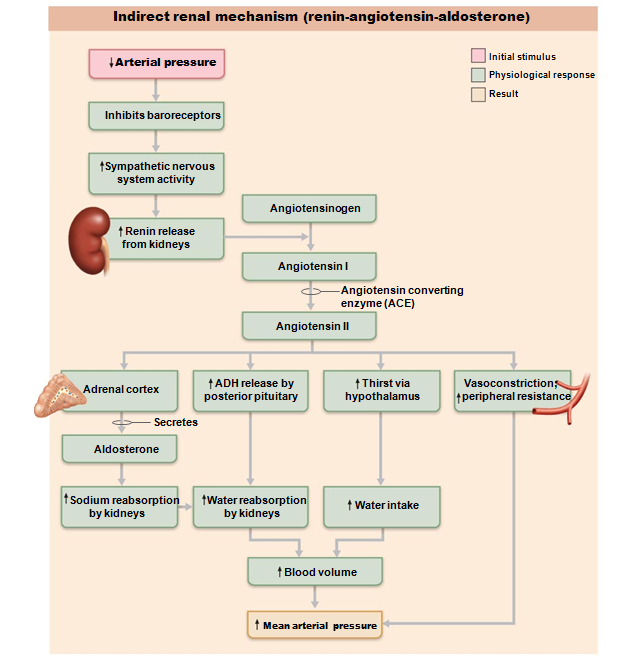 Indirect renal mechanism (renin-angiotensin-aldosterone)
Initial stimulus
Physiological response
Result
↓Arterial pressure
Inhibits baroreceptors
↑Sympathetic nervous
system activity
↑Renin release
from kidneys
Angiotensinogen
Angiotensin I
Angiotensin converting
enzyme (ACE)
Angiotensin II
Adrenal cortex
↑ADH release by
posterior pituitary
↑Thirst via
hypothalamus
Vasoconstriction;
↑peripheral resistance
Secretes
Aldosterone
↑Sodium reabsorption
by kidneys
↑Water reabsorption
by kidneys
↑Water intake
↑Blood volume
↑Mean arterial pressure